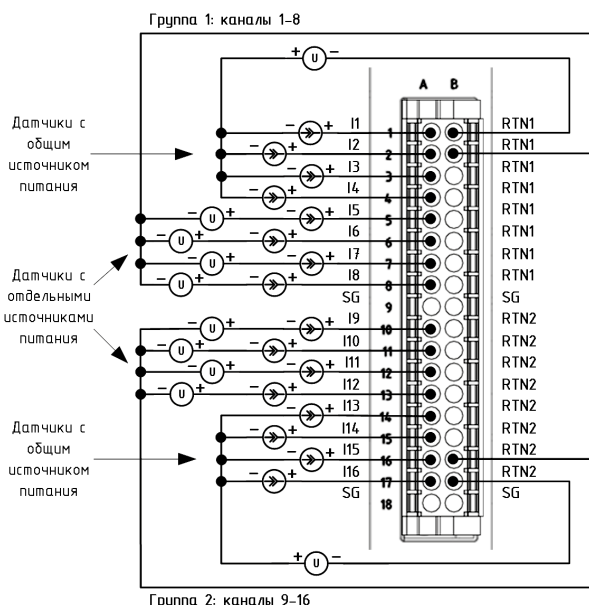 Группа 1: каналы 1-8
+ U −
A B
I1 1 RTN1
Датчики с
общим
источником
питания
− + I2 2 RTN1
− + I3 3 RTN1
− + I4 4 RTN1
− U + − + I5 5 RTN1
− U + − + I6 6 RTN1
− U + − + I7 7 RTN1
− U + − + I8 8 RTN1
Датчики с
отдельными
источниками
питания
SG 9 SG
− U + − + I9 10 RTN2
− U + − + I10 11 RTN2
− U + − + I11 12 RTN2
− U + − + I12 13 RTN2
− + I13 14 RTN2
Датчики с
общим
источником
питания
− + I14 15 RTN2
− + I15 16 RTN2
− + I16 17 RTN2
SG 18 SG
+ U −
Группа 2: каналы 9-16